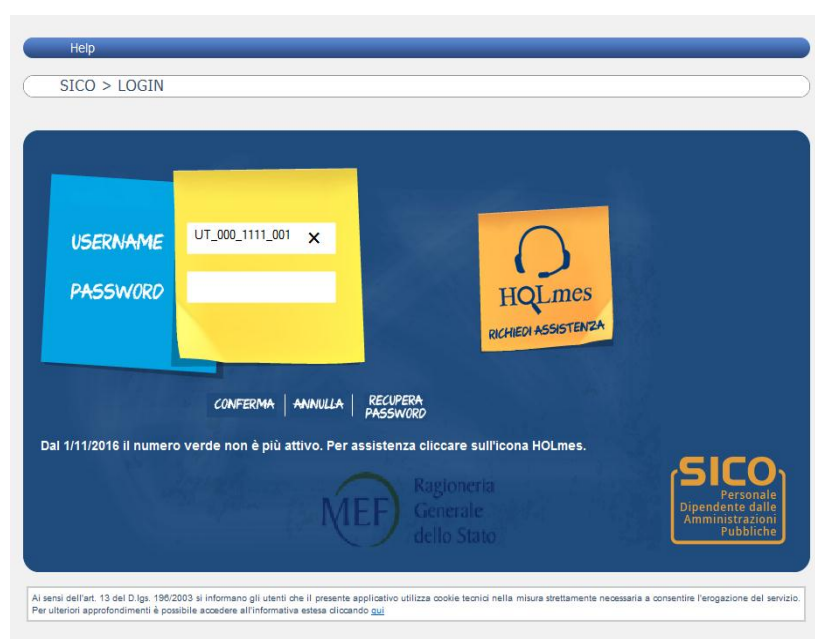 Help
SICO > LOGIN
USERNAME
UT_000_1111_001 ×
PASSWORD
HOLmes
RICHIEDI ASSISTENZA
CONFERMA | ANNULLA | RECUPERA
PASSWORD
Dal 1/11/2016 il numero verde non è più attivo. Per assistenza cliccare sull'icona HOLmes.
MEF
Ragioneria
Generale
dello Stato
SICO
Personale
Dipendente dalle
Amministrazioni
Pubbliche
Ai sensi dell'art. 13 del D.lgs. 196/2003 si informano gli utenti che il presente applicativo utilizza cookie tecnici nella misura strettamente necessaria a consentire l'erogazione del servizio.
Per ulteriori approfondimenti è possibile accedere all'informativa estesa cliccando qui